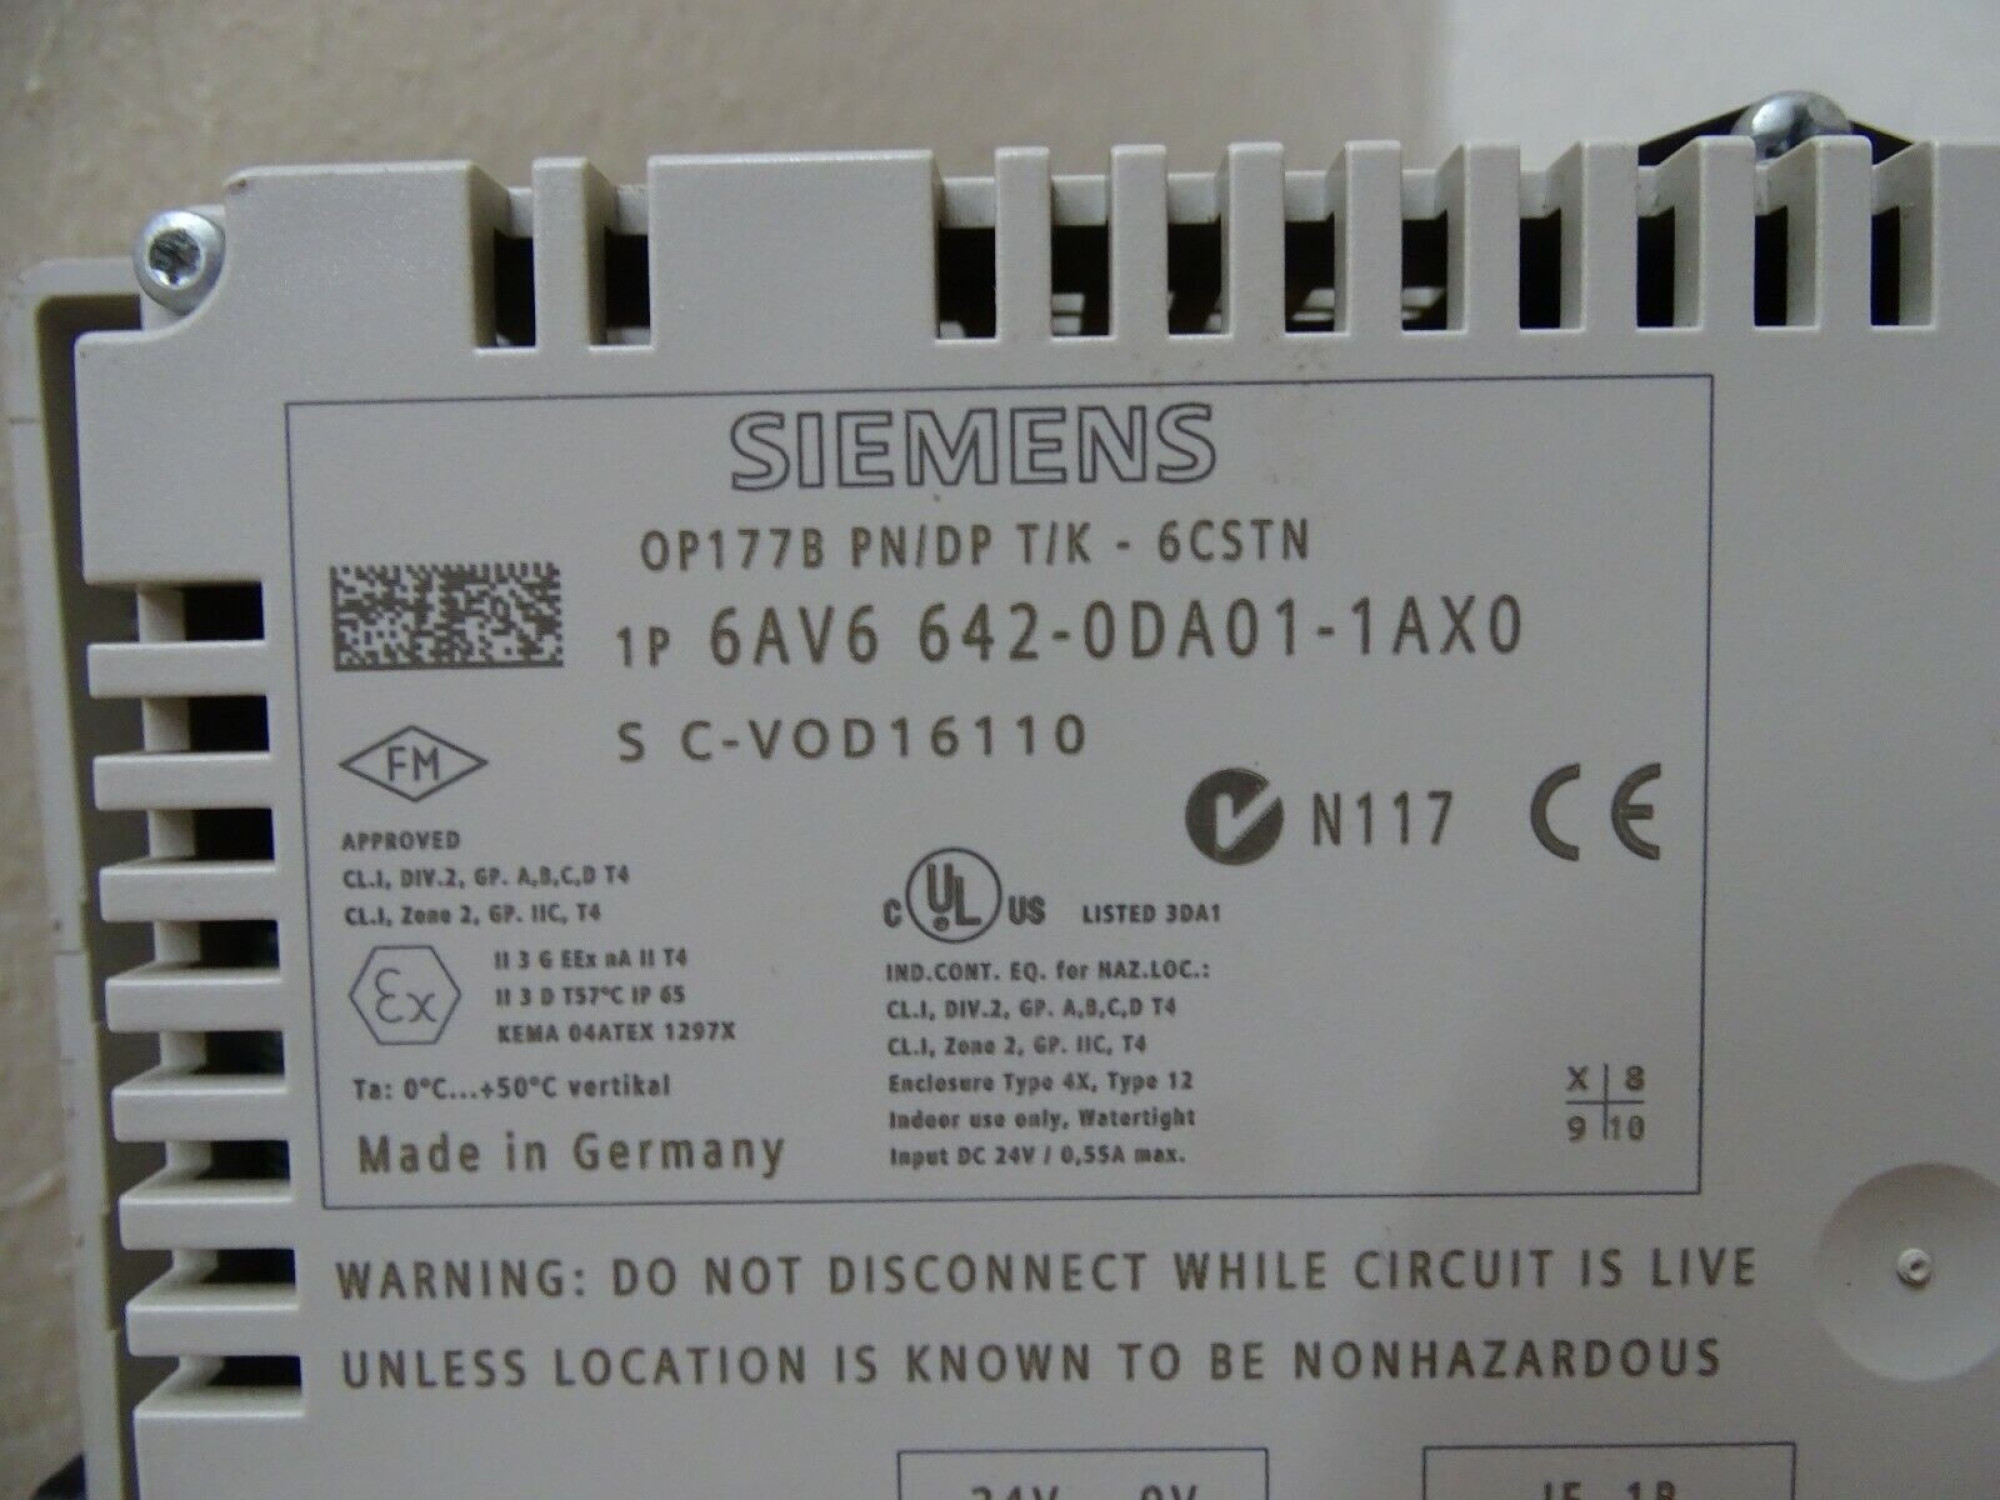 SIEMENS
OP177B PN/DP T/K - 6CSTN
1P 6AV6 642-0DA01-1AX0
S C-VOD16110
FM
N117 CE
APPROVED
CL.I, DIV.2, GP. A,B,C,D T4
CL.I, Zone 2, GP. IIC, T4
C UL US LISTED 3DA1
Ex
II 3 G EEx nA II T4
II 3 D T57°C IP 65
KEMA 04ATEX 1297X
IND.CONT. EQ. for HAZ.LOC.:
CL.I, DIV.2, GP. A,B,C,D T4
CL.I, Zone 2, GP. IIC, T4
Enclosure Type 4X, Type 12
Indoor use only, Watertight
Input DC 24V / 0,55A max.
Ta: 0°C...+50°C vertikal
Made in Germany
X 8
9 10
WARNING: DO NOT DISCONNECT WHILE CIRCUIT IS LIVE
UNLESS LOCATION IS KNOWN TO BE NONHAZARDOUS
24V 0V
IF 1B